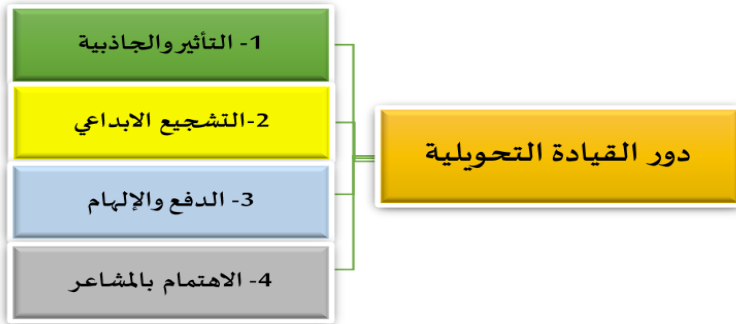 دور القيادة التحويلية
1- التأثير والجاذبية
2-التشجيع الابداعي
3- الدفع والإلهام
4- الاهتمام بالمشاعر